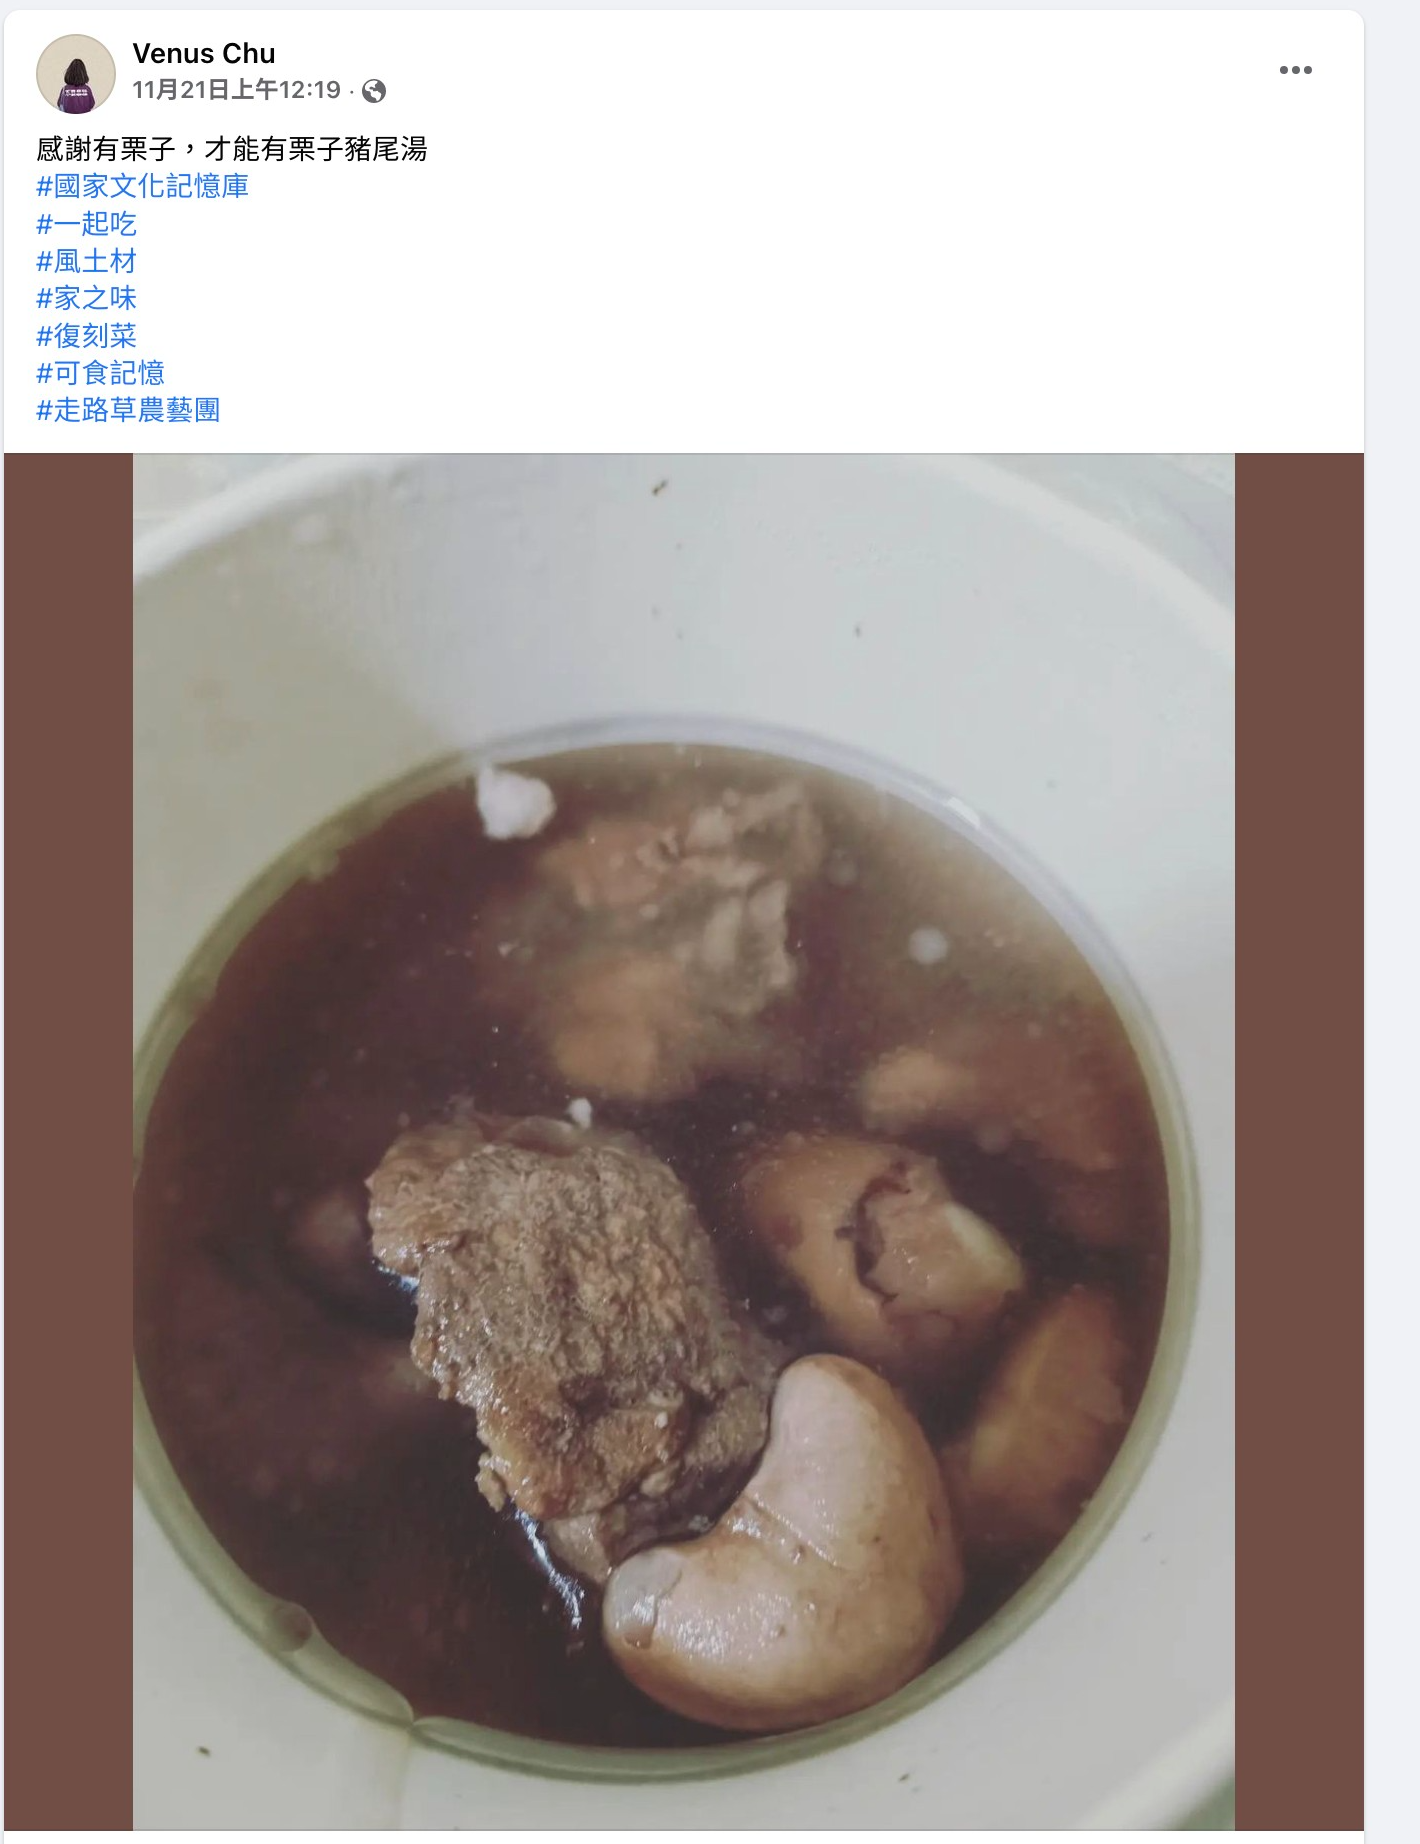 Venus Chu
11月21日上午12:19 ·
感謝有栗子，才能有栗子豬尾湯
#國家文化記憶庫
#一起吃
#風土材
#家之味
#復刻菜
#可食記憶
#走路草農藝團